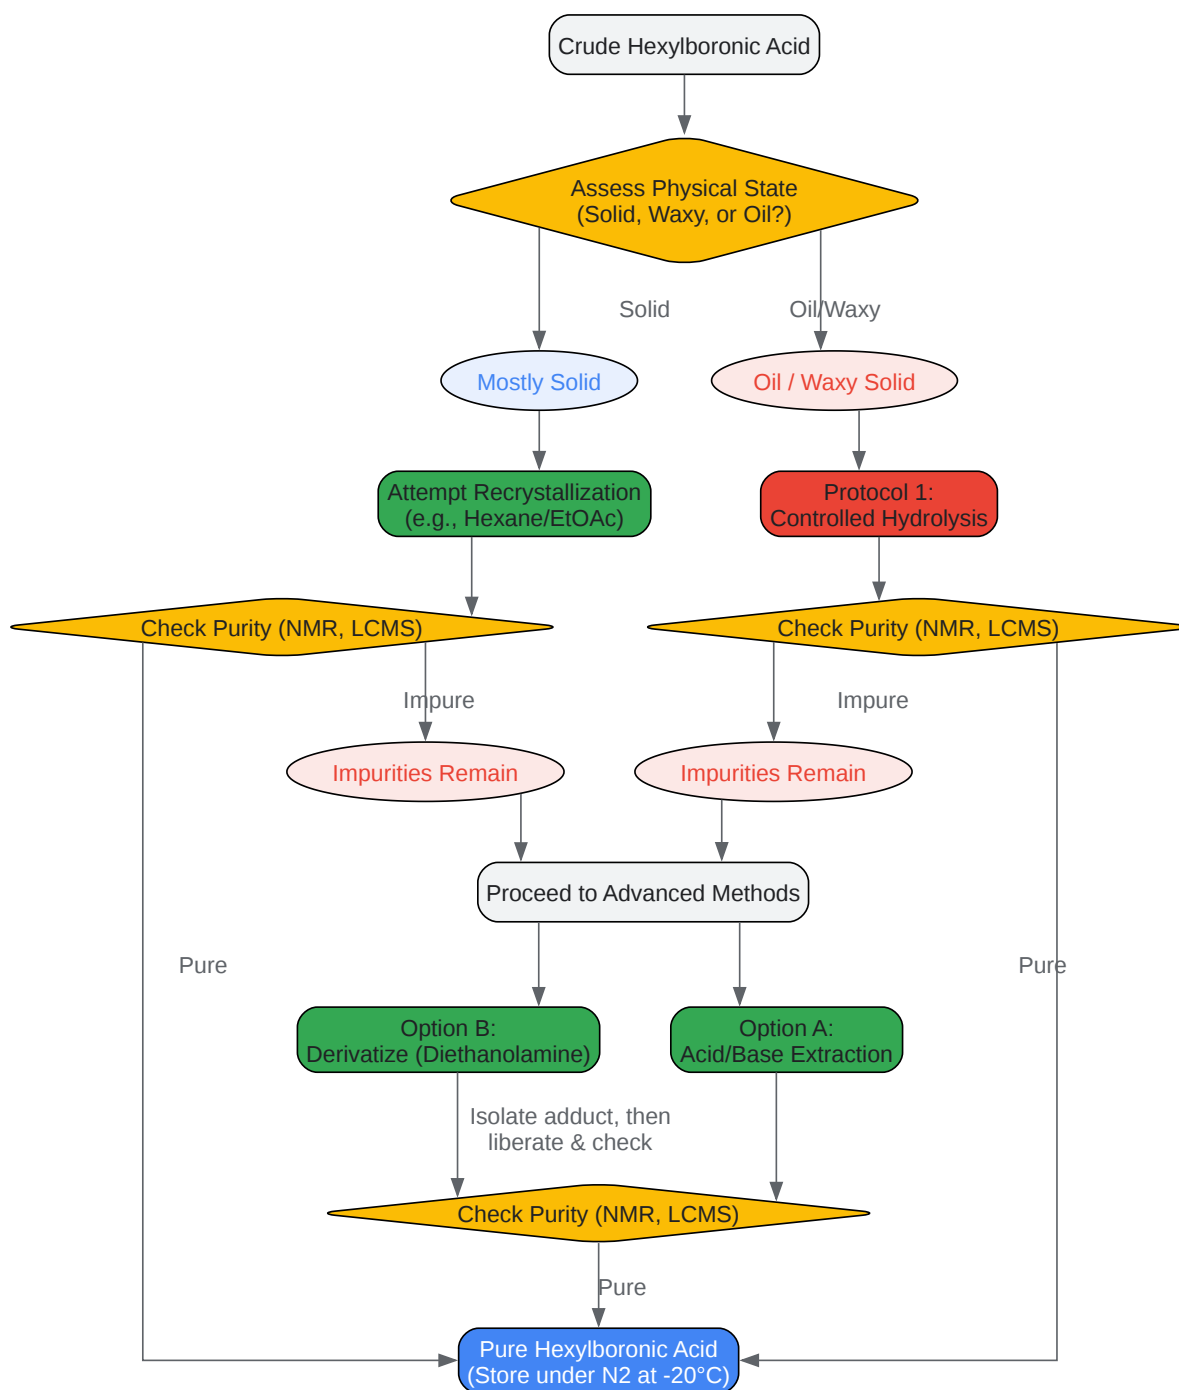 Crude Hexylboronic Acid
Assess Physical State
(Solid, Waxy, or Oil?)
Solid
Oil/Waxy
Mostly Solid
Oil / Waxy Solid
Attempt Recrystallization
(e.g., Hexane/EtOAc)
Protocol 1:
Controlled Hydrolysis
Check Purity (NMR, LCMS)
Check Purity (NMR, LCMS)
Impure
Impure
Impurities Remain
Impurities Remain
Proceed to Advanced Methods
Pure
Pure
Option B:
Derivatize (Diethanolamine)
Option A:
Acid/Base Extraction
Isolate adduct, then
liberate & check
Check Purity (NMR, LCMS)
Pure
Pure Hexylboronic Acid
(Store under N2 at -20°C)